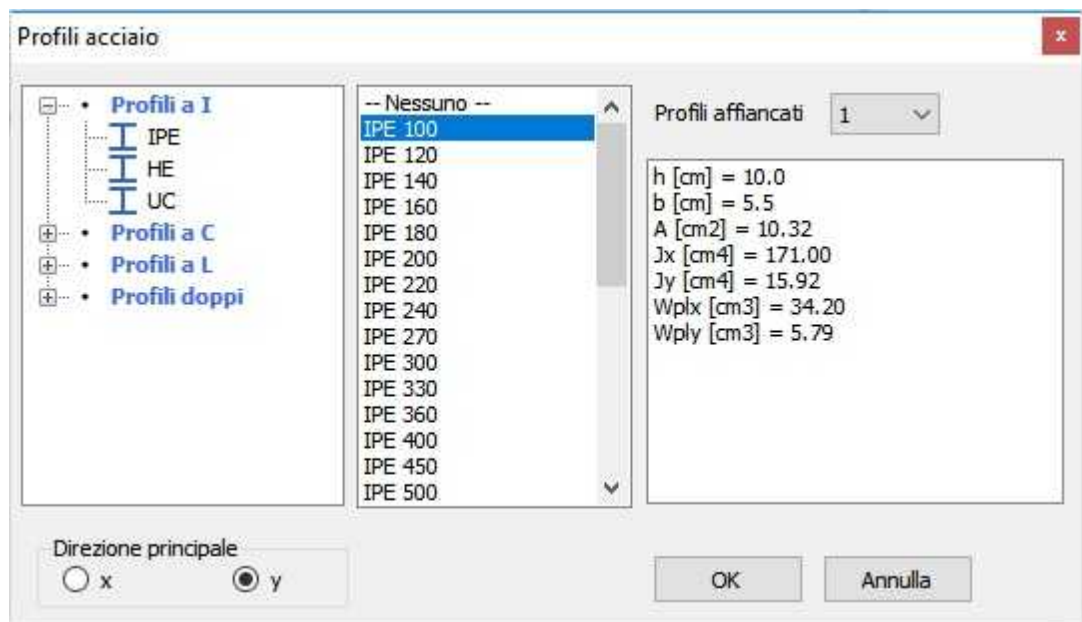 Profili acciaio
x
Profili a I
IPE
HE
UC
Profili a C
Profili a L
Profili doppi
-- Nessuno --
IPE 100
IPE 120
IPE 140
IPE 160
IPE 180
IPE 200
IPE 220
IPE 240
IPE 270
IPE 300
IPE 330
IPE 360
IPE 400
IPE 450
IPE 500
Profili affiancati 1
h [cm] = 10.0
b [cm] = 5.5
A [cm2] = 10.32
Jx [cm4] = 171.00
Jy [cm4] = 15.92
Wplx [cm3] = 34.20
Wply [cm3] = 5.79
Direzione principale
x y
OK Annulla